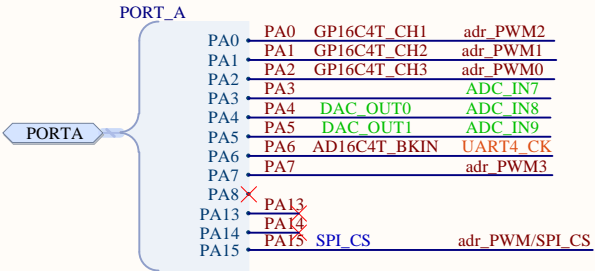 PORT_A
PORTA
PA0 PA0 GP16C4T_CH1 adr_PWM2
PA1 PA1 GP16C4T_CH2 adr_PWM1
PA2 PA2 GP16C4T_CH3 adr_PWM0
PA3 PA3 ADC_IN7
PA4 PA4 DAC_OUT0 ADC_IN8
PA5 PA5 DAC_OUT1 ADC_IN9
PA6 PA6 AD16C4T_BKIN UART4_CK
PA7 PA7 adr_PWM3
PA8
PA13 PA13
PA14 PA14
PA15 PA15 SPI_CS adr_PWM/SPI_CS